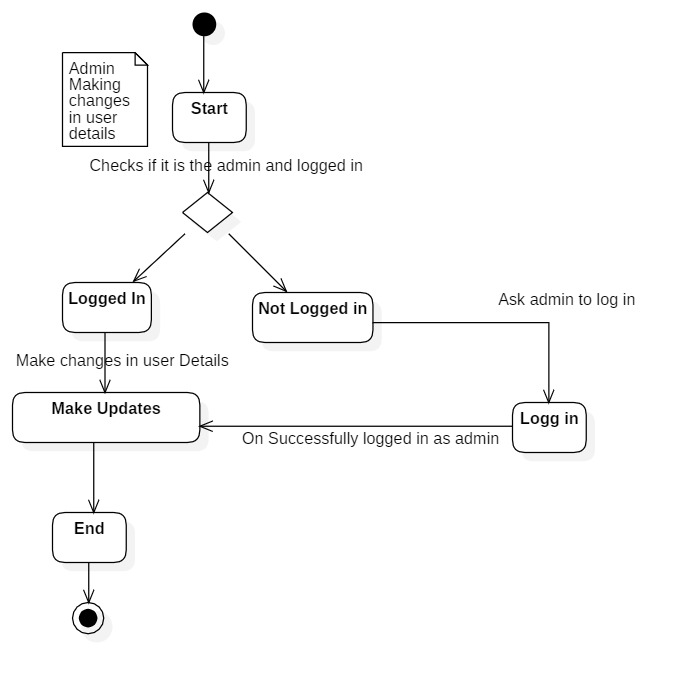 Admin
Making
changes
in user
details
Start
Checks if it is the admin and logged in
Logged In
Not Logged in
Ask admin to log in
Make changes in user Details
Make Updates
Logg in
On Successfully logged in as admin
End